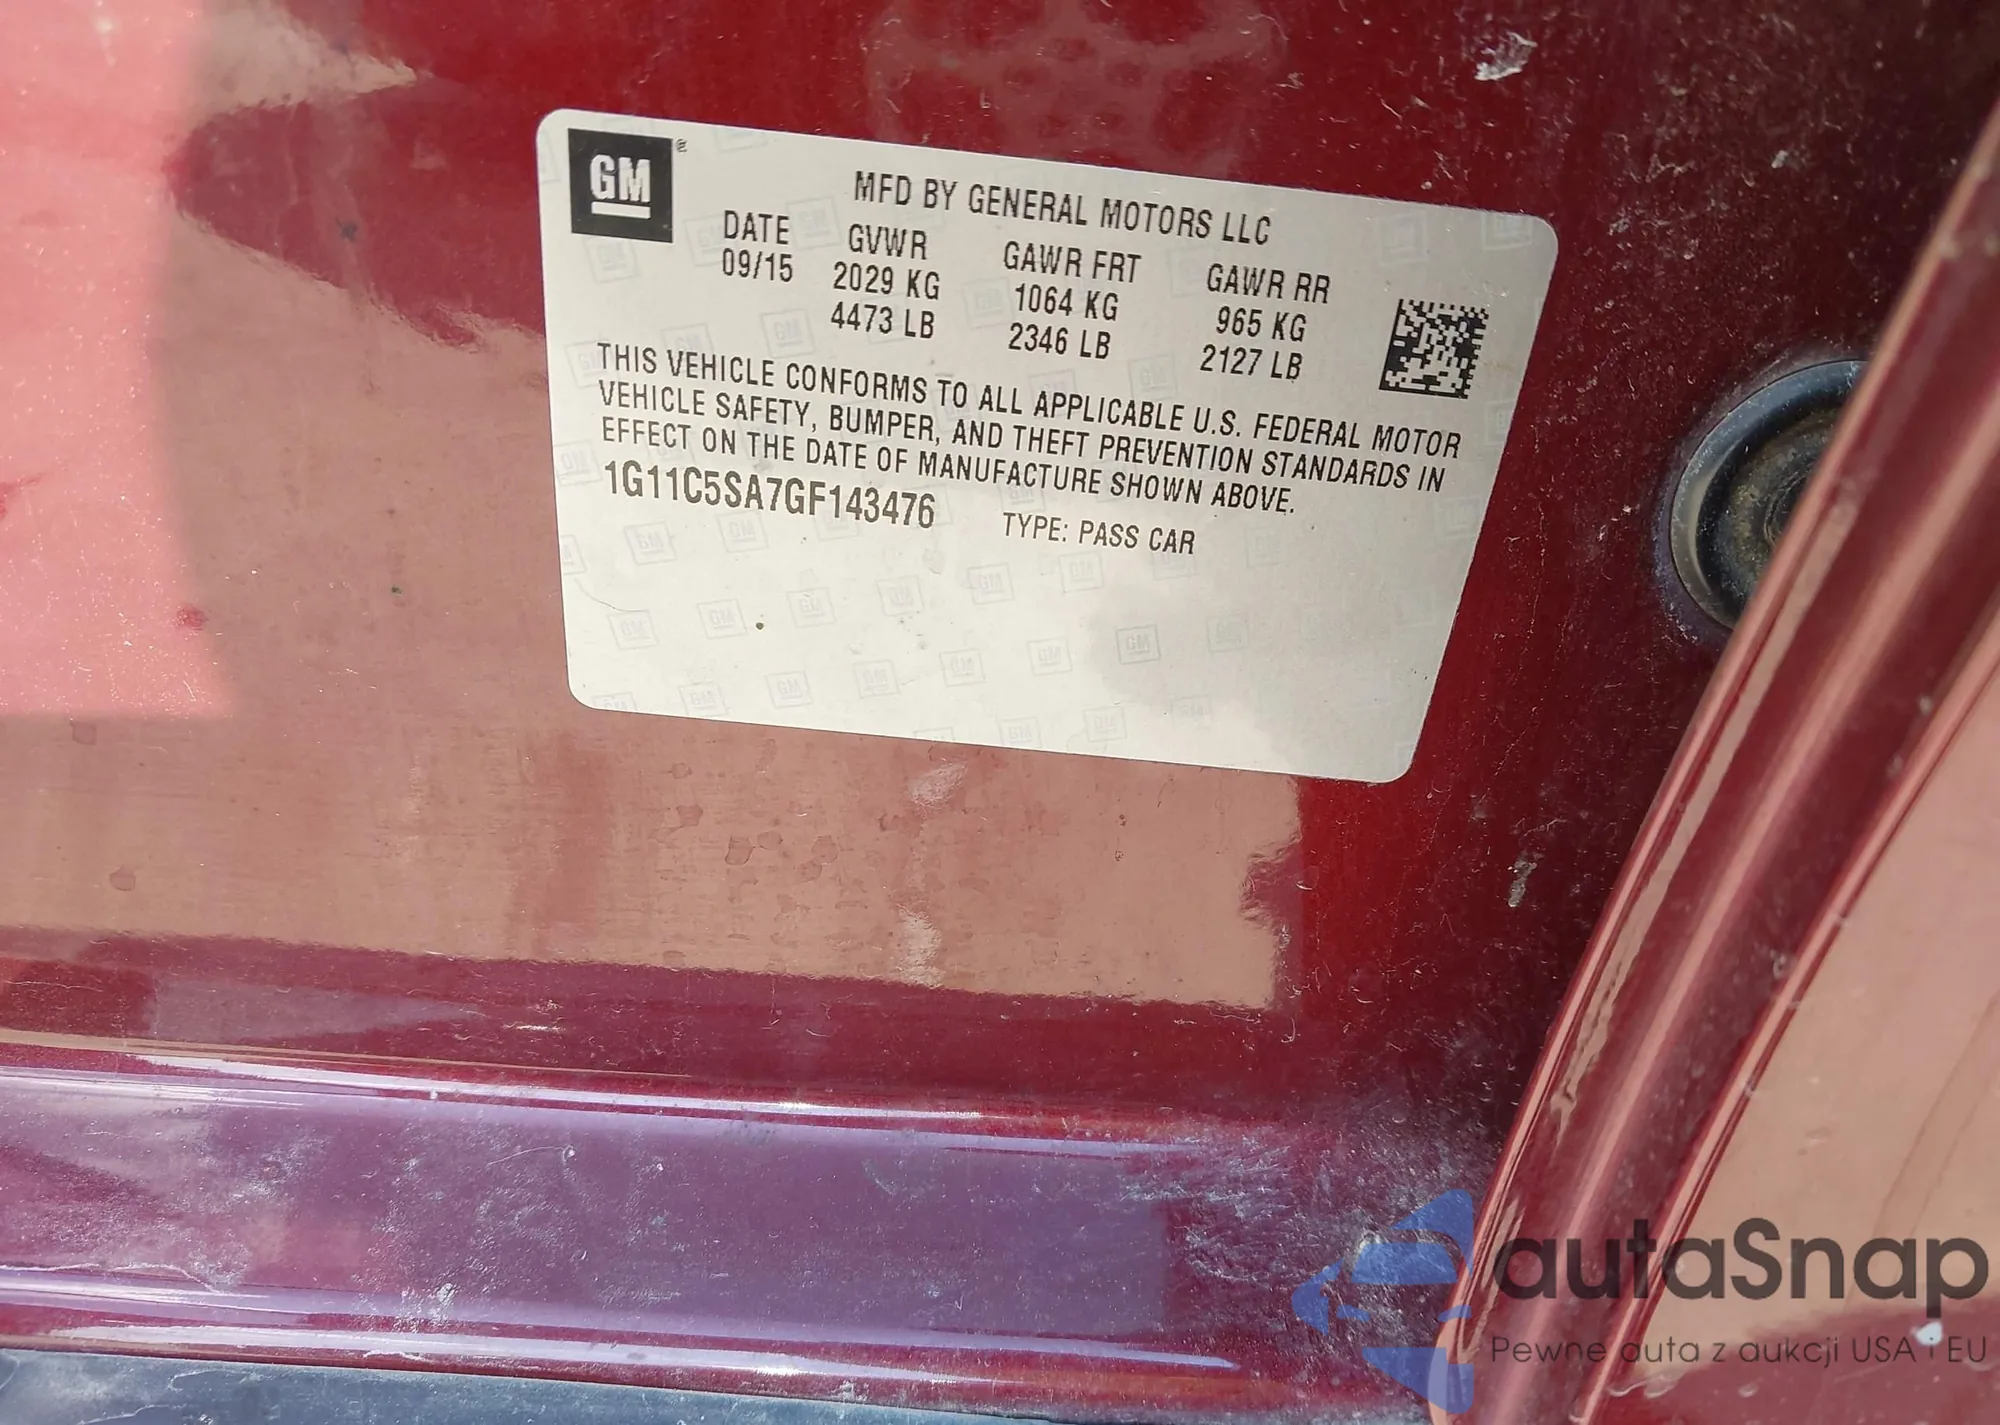 GM
MFD BY GENERAL MOTORS LLC
DATE GVWR GAWR FRT GAWR RR
09/15 2029 KG 1064 KG 965 KG
4473 LB 2346 LB 2127 LB
THIS VEHICLE CONFORMS TO ALL APPLICABLE U.S. FEDERAL MOTOR
VEHICLE SAFETY, BUMPER, AND THEFT PREVENTION STANDARDS IN
EFFECT ON THE DATE OF MANUFACTURE SHOWN ABOVE.
1G11C5SA7GF143476 TYPE: PASS CAR
autaSnap
Pewne auta z aukcji USA i EU